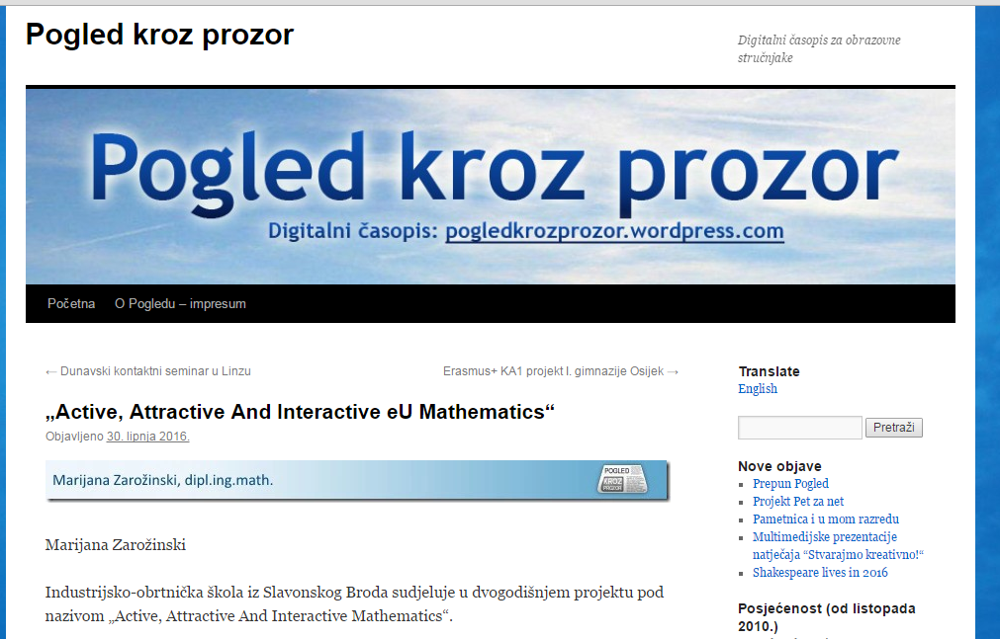 Pogled kroz prozor
Digitalni časopis za obrazovne
stručnjake
Pogled kroz prozor
Digitalni časopis: pogledkrozprozor.wordpress.com
Početna O Pogledu – impresum
← Dunavski kontaktni seminar u Linzu
Erasmus+ KA1 projekt I. gimnazije Osijek →
„Active, Attractive And Interactive eU Mathematics“
Objavljeno 30. lipnja 2016.
Marijana Zarožinski, dipl.ing.math.
POGLED
KROZ
PROZOR
Marijana Zarožinski
Industrijsko-obrtnička škola iz Slavonskog Broda sudjeluje u dvogodišnjem projektu pod
nazivom „Active, Attractive And Interactive Mathematics“.
Translate
English
Pretraži
Nove objave
Prepun Pogled
Projekt Pet za net
Pametnica i u mom razredu
Multimedijske prezentacije
natječaja “Stvarajmo kreativno!“
Shakespeare lives in 2016
Posjećenost (od listopada
2010.)